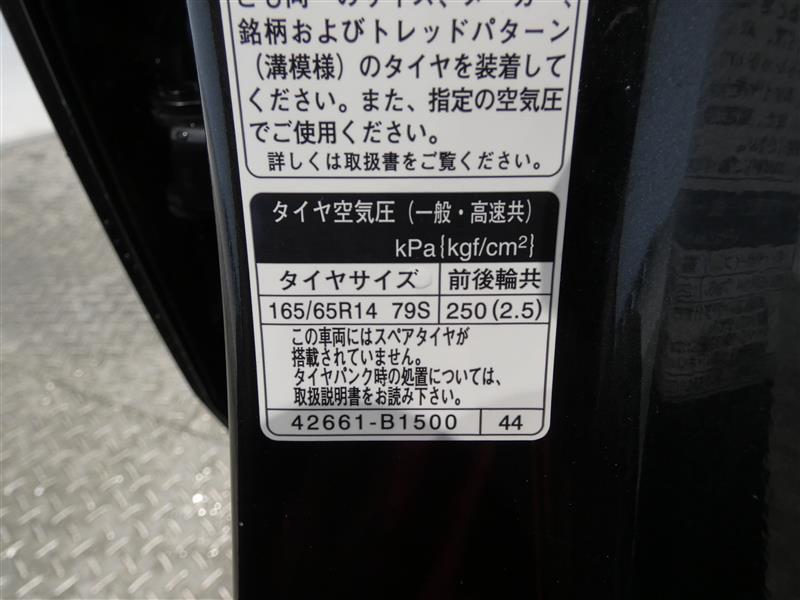 銘柄およびトレッドパターン
(溝模様)のタイヤを装着して
ください。また、指定の空気圧
でご使用ください。
詳しくは取扱書をご覧ください。
タイヤ空気圧(一般・高速共)
kPa{kgf/cm²}
タイヤサイズ 前後輪共
165/65R14 79S 250(2.5)
この車両にはスペアタイヤが
搭載されていません。
タイヤパンク時の処置については、
取扱説明書をお読み下さい。
42661-B1500 44